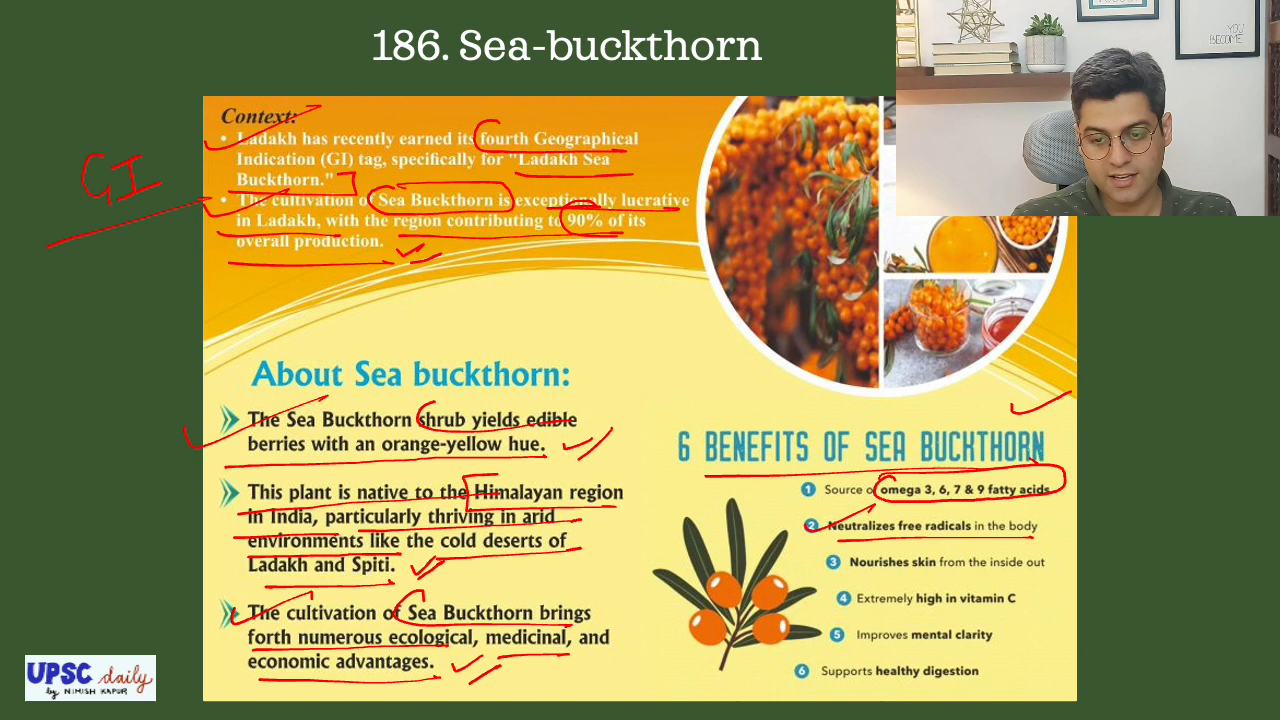 186. Sea-buckthorn
YOU
BECOME
GI
Context:
• Ladakh has recently earned its fourth Geographical
Indication (GI) tag, specifically for "Ladakh Sea
Buckthorn."
• The cultivation of Sea Buckthorn is exceptionally lucrative
in Ladakh, with the region contributing to 90% of its
overall production.
About Sea buckthorn:
The Sea Buckthorn shrub yields edible
berries with an orange-yellow hue.
This plant is native to the Himalayan region
in India, particularly thriving in arid
environments like the cold deserts of
Ladakh and Spiti.
The cultivation of Sea Buckthorn brings
forth numerous ecological, medicinal, and
economic advantages.
6 BENEFITS OF SEA BUCKTHORN
1 Source o omega 3, 6, 7 & 9 fatty acids
2 Neutralizes free radicals in the body
3 Nourishes skin from the inside out
4 Extremely high in vitamin C
5 Improves mental clarity
6 Supports healthy digestion
UPSC daily
by NIMISH KAPUR